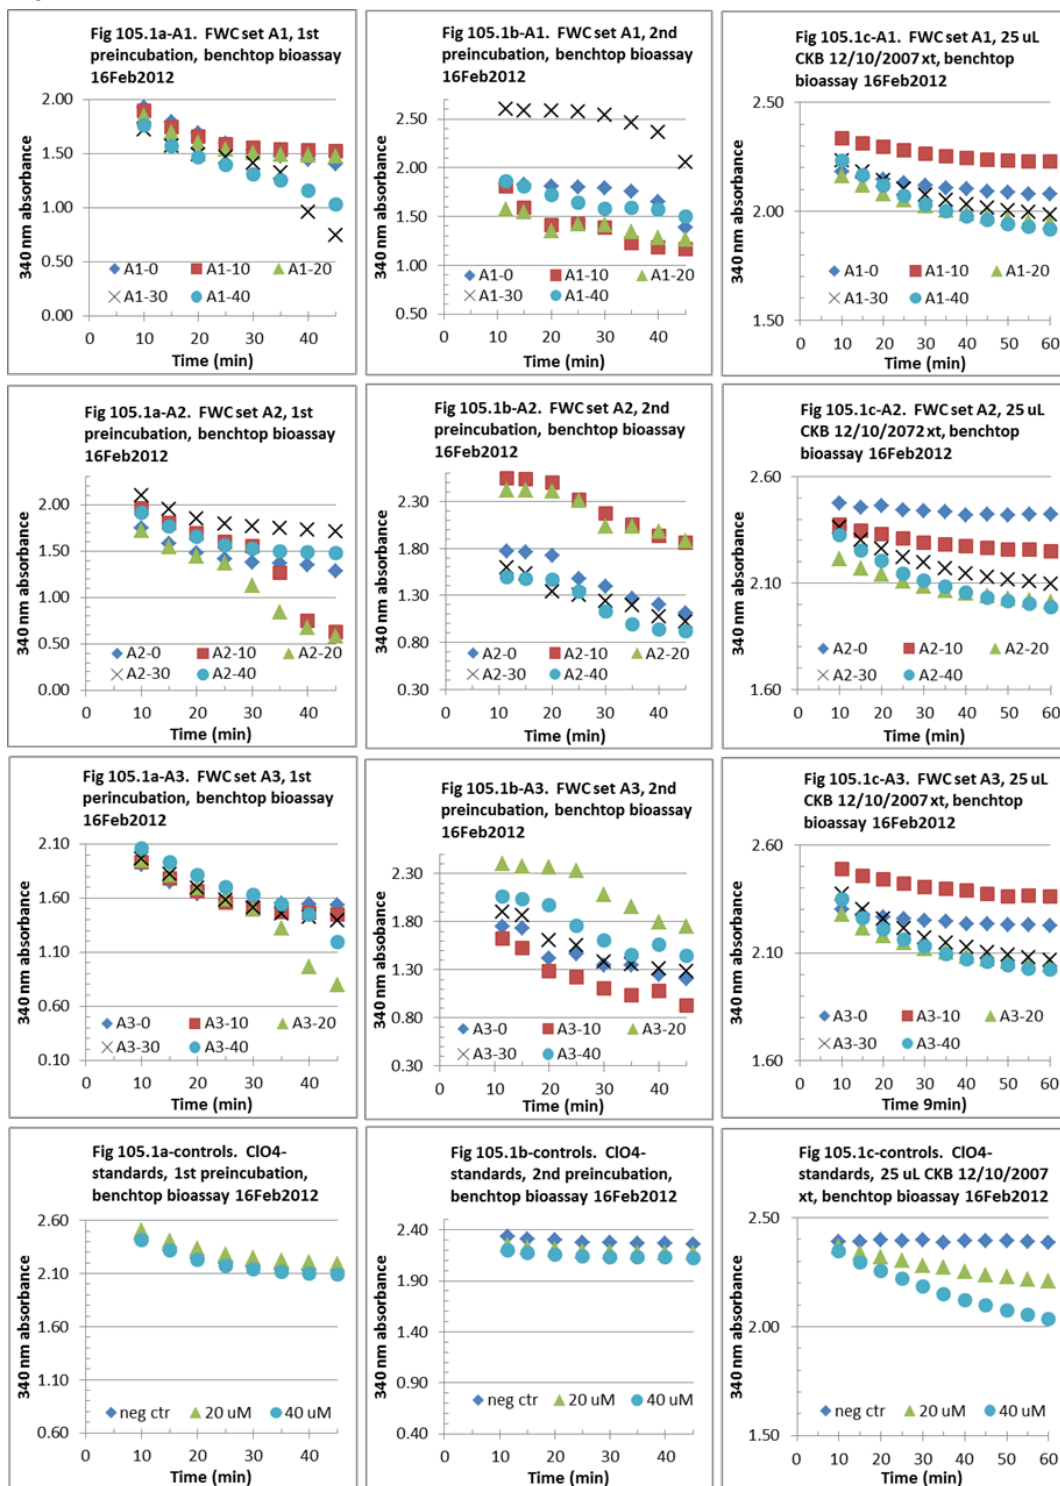 Fig 105.1a-A1. FWC set A1, 1st
preincubation, benchtop bioassay
16Feb2012
2.00
1.50
1.00
0.50
0.00
340 nm absorbance
A1-0 A1-10 A1-20
A1-30 A1-40
0 10 20 30 40
Time (min)
Fig 105.1b-A1. FWC set A1, 2nd
preincubation, benchtop bioassay
16Feb2012
2.50
2.00
1.50
1.00
0.50
340 nm absorbance
A1-0 A1-10 A1-20
A1-30 A1-40
0 10 20 30 40
Time (min)
Fig 105.1c-A1. FWC set A1, 25 uL
CKB 12/10/2007 xt, benchtop
bioassay 16Feb2012
2.50
2.00
1.50
340 nm absorbance
A1-0 A1-10 A1-20
A1-30 A1-40
0 10 20 30 40 50 60
Time (min)
Fig 105.1a-A2. FWC set A2, 1st
preincubation, benchtop bioassay
16Feb2012
2.00
1.50
1.00
0.50
0.00
340 nm absorbance
A2-0 A2-10 A2-20
A2-30 A2-40
0 10 20 30 40
Time (min)
Fig 105.1b-A2. FWC set A2, 2nd
preincubation, benchtop bioassay
16Feb2012
2.30
1.80
1.30
0.80
0.30
340 nm absorbance
A2-0 A2-10 A2-20
A2-30 A2-40
0 10 20 30 40
Time (min)
Fig 105.1c-A2. FWC set A2, 25 uL
CKB 12/10/2072 xt, benchtop
bioassay 16Feb2012
2.60
2.10
1.60
340 nm absorbance
A2-0 A2-10 A2-20
A2-30 A2-40
0 10 20 30 40 50 60
Time (min)
Fig 105.1a-A3. FWC set A3, 1st
perincubation, benchtop bioassay
16Feb2012
2.10
1.60
1.10
0.60
0.10
340 nm absorbance
A3-0 A3-10 A3-20
A3-30 A3-40
0 10 20 30 40
Time (min)
Fig 105.1b-A3. FWC set A3, 2nd
preincubation, benchtop bioassay
16Feb2012
2.30
1.80
1.30
0.80
0.30
340 nm absorbance
A3-0 A3-10 A3-20
A3-30 A3-40
0 10 20 30 40
Time (min)
Fig 105.1c-A3. FWC set A3, 25 uL
CKB 12/10/2007 xt, benchtop
bioassay 16Feb2012
2.60
2.10
1.60
340 nm absorbance
A3-0 A3-10 A3-20
A3-30 A3-40
0 10 20 30 40 50 60
Time 9min)
Fig 105.1a-controls. ClO4-
standards, 1st preincubation,
benchtop bioassay 16Feb2012
2.60
2.10
1.60
1.10
0.60
340 nm absorbance
neg ctr 20 uM 40 uM
0 10 20 30 40
Time (min)
Fig 105.1b-controls. ClO4-
standards, 2nd preincubation,
benchtop bioassay 16Feb2012
2.40
1.90
1.40
0.90
0.40
340 nm absorbance
neg ctr 20 uM 40 uM
0 10 20 30 40
Time (min)
Fig 105.1c-controls. ClO4-
standards, 25 uL CKB 12/10/2007
xt, benchtop bioassay 16Feb2012
2.50
2.00
1.50
340 nm absorbance
neg ctr 20 uM 40 uM
0 10 20 30 40 50 60
Time (min)